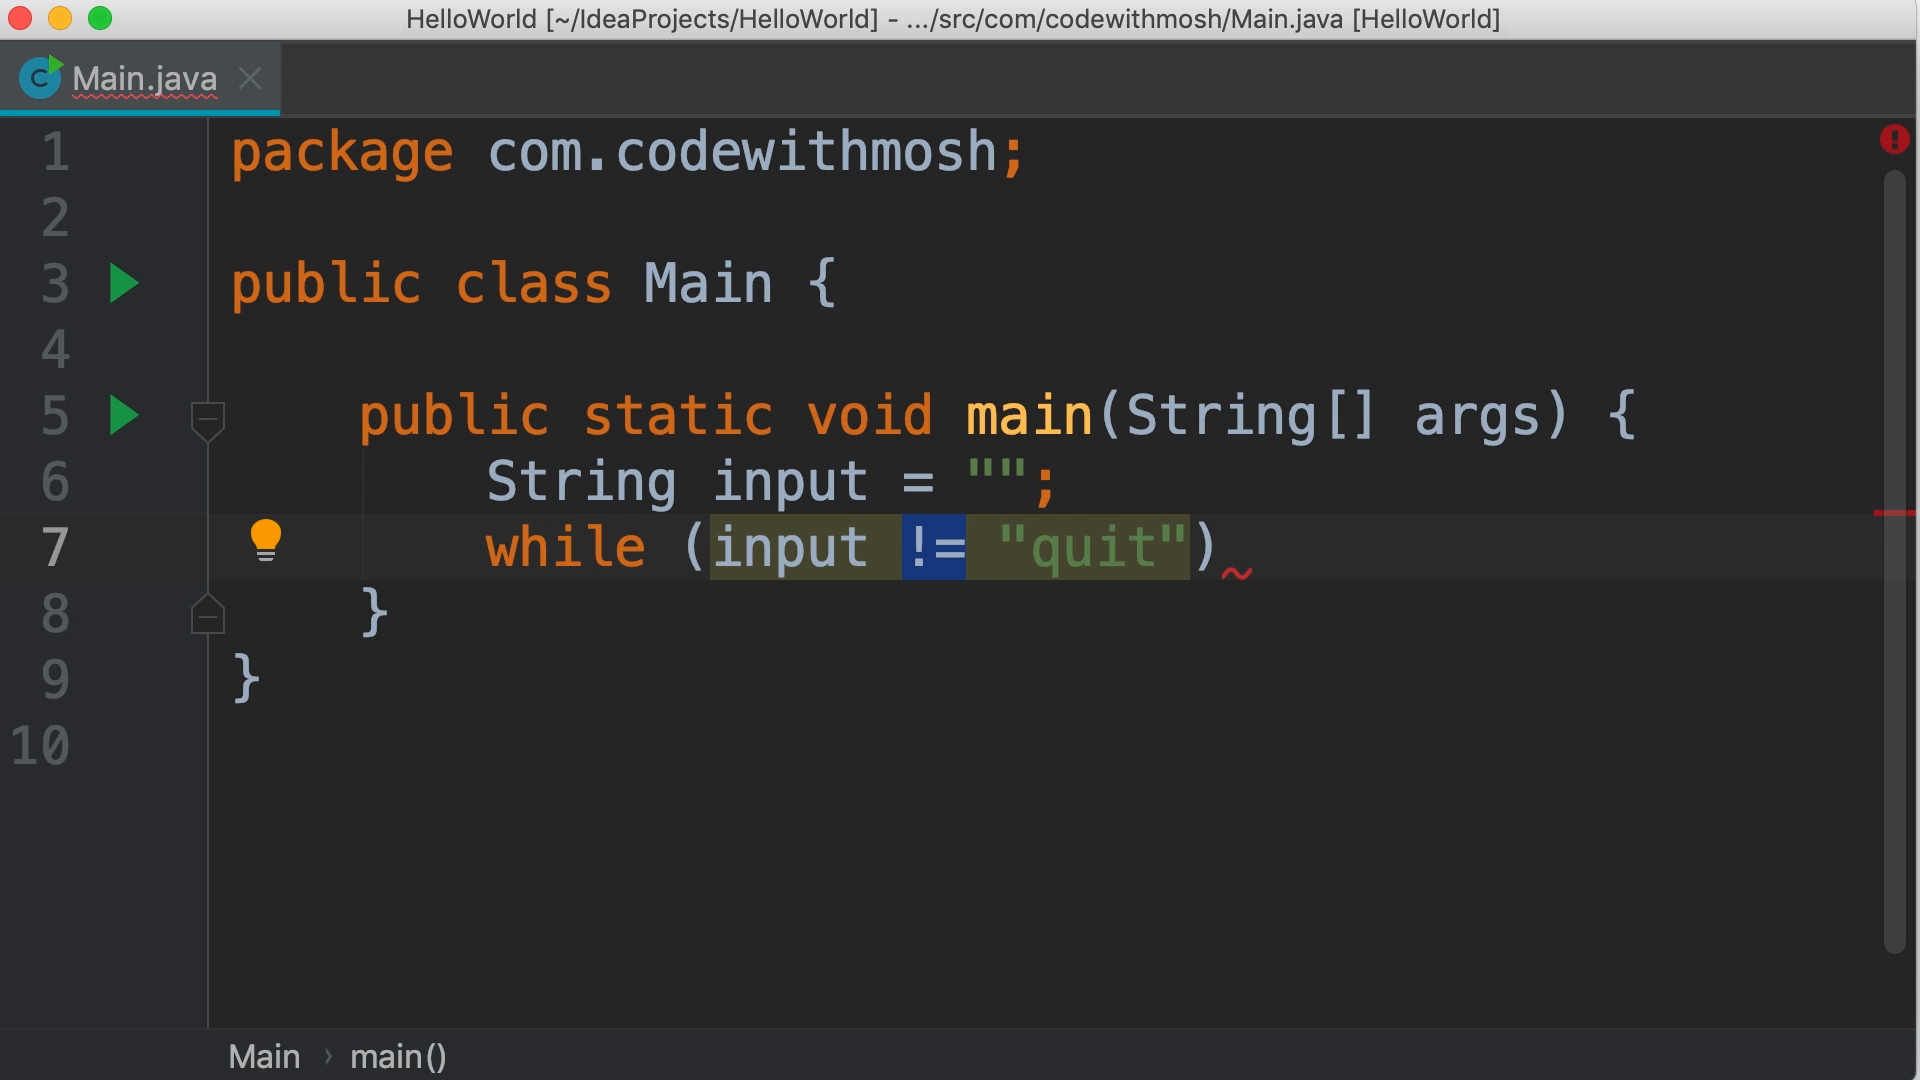 HelloWorld [~/IdeaProjects/HelloWorld] - .../src/com/codewithmosh/Main.java [HelloWorld]
C Main.java
1 package com.codewithmosh;
2
3 public class Main {
4
5 public static void main(String[] args) {
6 String input = "";
7 while (input != "quit")
8 }
9 }
10
Main › main()